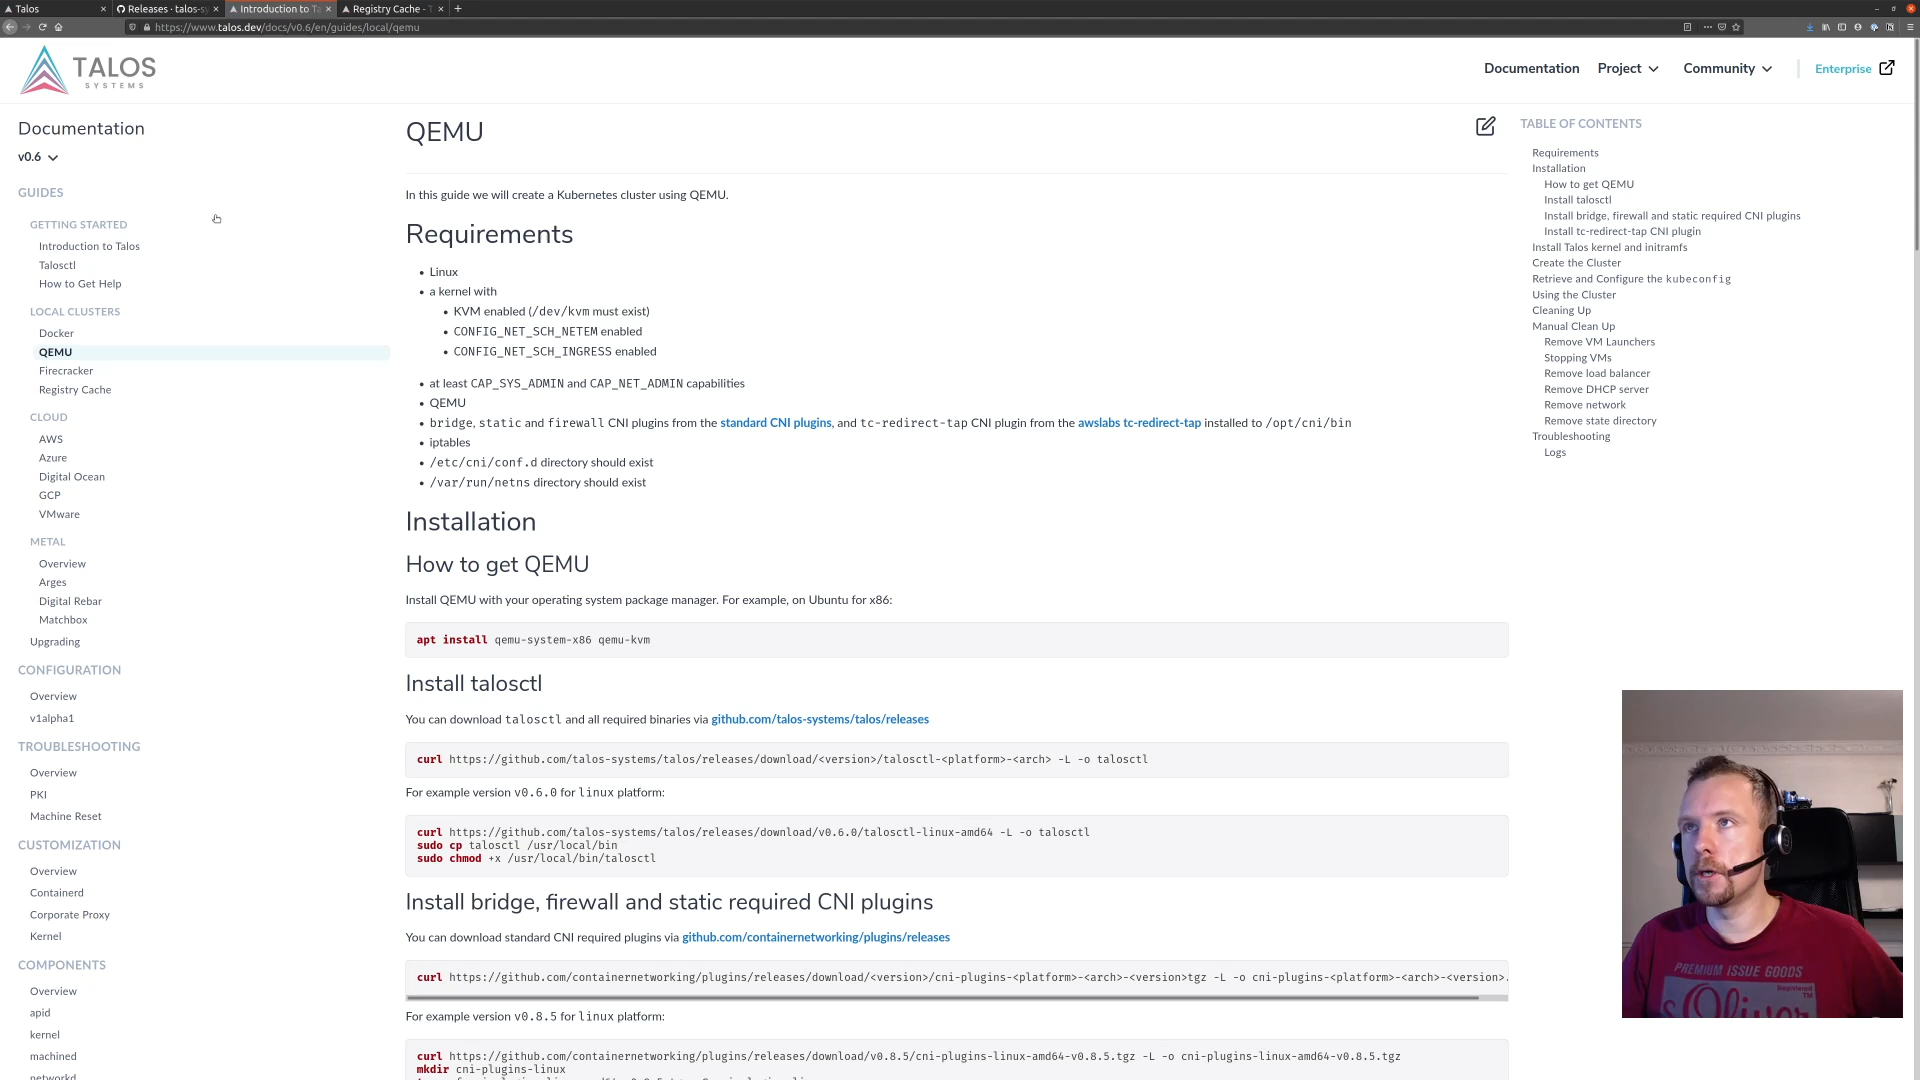 Talos
Releases · talos-sy
Introduction to Ta
Registry Cache - T
https://www.talos.dev/docs/v0.6/en/guides/local/qemu
TALOS
SYSTEMS
Documentation
Project
Community
Enterprise
Documentation
v0.6
GUIDES
GETTING STARTED
Introduction to Talos
Talosctl
How to Get Help
LOCAL CLUSTERS
Docker
QEMU
Firecracker
Registry Cache
CLOUD
AWS
Azure
Digital Ocean
GCP
VMware
METAL
Overview
Arges
Digital Rebar
Matchbox
Upgrading
CONFIGURATION
Overview
v1alpha1
TROUBLESHOOTING
Overview
PKI
Machine Reset
CUSTOMIZATION
Overview
Containerd
Corporate Proxy
Kernel
COMPONENTS
Overview
apid
kernel
machined
networkd
QEMU
In this guide we will create a Kubernetes cluster using QEMU.
Requirements
• Linux
• a kernel with
• KVM enabled (/dev/kvm must exist)
• CONFIG_NET_SCH_NETEM enabled
• CONFIG_NET_SCH_INGRESS enabled
• at least CAP_SYS_ADMIN and CAP_NET_ADMIN capabilities
• QEMU
• bridge, static and firewall CNI plugins from the standard CNI plugins, and tc-redirect-tap CNI plugin from the awslabs tc-redirect-tap installed to /opt/cni/bin
• iptables
• /etc/cni/conf.d directory should exist
• /var/run/netns directory should exist
Installation
How to get QEMU
Install QEMU with your operating system package manager. For example, on Ubuntu for x86:
apt install qemu-system-x86 qemu-kvm
Install talosctl
You can download talosctl and all required binaries via github.com/talos-systems/talos/releases
curl https://github.com/talos-systems/talos/releases/download/<version>/talosctl-<platform>-<arch> -L -o talosctl
For example version v0.6.0 for linux platform:
curl https://github.com/talos-systems/talos/releases/download/v0.6.0/talosctl-linux-amd64 -L -o talosctl
sudo cp talosctl /usr/local/bin
sudo chmod +x /usr/local/bin/talosctl
Install bridge, firewall and static required CNI plugins
You can download standard CNI required plugins via github.com/containernetworking/plugins/releases
curl https://github.com/containernetworking/plugins/releases/download/<version>/cni-plugins-<platform>-<arch>-<version>tgz -L -o cni-plugins-<platform>-<arch>-<version>.
For example version v0.8.5 for linux platform:
curl https://github.com/containernetworking/plugins/releases/download/v0.8.5/cni-plugins-linux-amd64-v0.8.5.tgz -L -o cni-plugins-linux-amd64-v0.8.5.tgz
mkdir cni-plugins-linux
TABLE OF CONTENTS
Requirements
Installation
How to get QEMU
Install talosctl
Install bridge, firewall and static required CNI plugins
Install tc-redirect-tap CNI plugin
Install Talos kernel and initramfs
Create the Cluster
Retrieve and Configure the kubeconfig
Using the Cluster
Cleaning Up
Manual Clean Up
Remove VM Launchers
Stopping VMs
Remove load balancer
Remove DHCP server
Remove network
Remove state directory
Troubleshooting
Logs
PREMIUM ISSUE GOODS
Registered
TM
s.Oliver